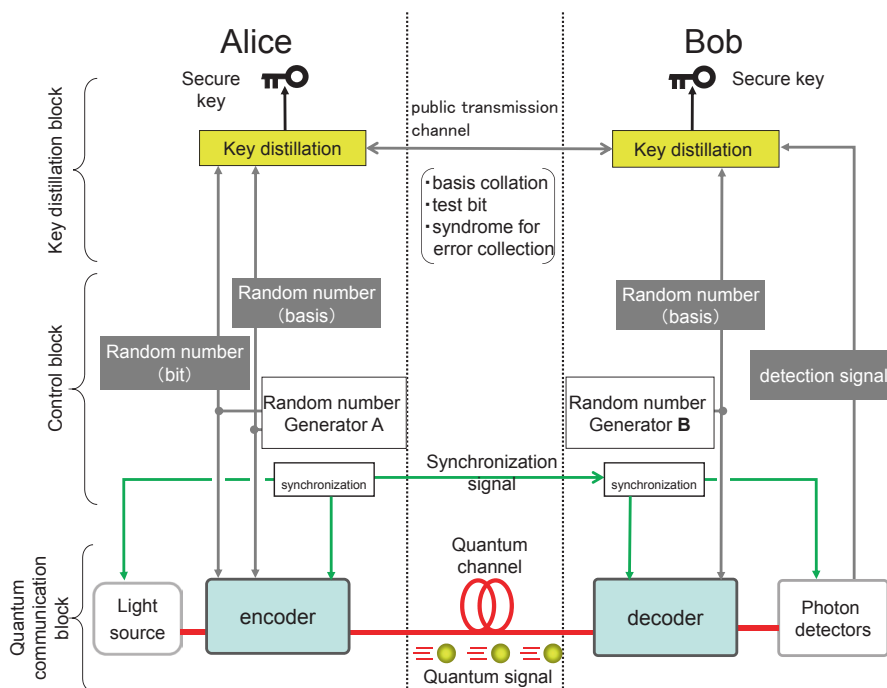 Alice
Bob
Secure
key
Secure key
public transmission
channel
Key distillation
Key distillation
・basis collation
・test bit
・syndrome for
error collection
Key distillation block
Random number
（basis）
Random number
（basis）
Random number
（bit）
detection signal
Control block
Random number
Generator A
Random number
Generator B
Synchronization
signal
synchronization
synchronization
Quantum
channel
Light
source
encoder
decoder
Photon
detectors
Quantum signal
Quantum
communication
block